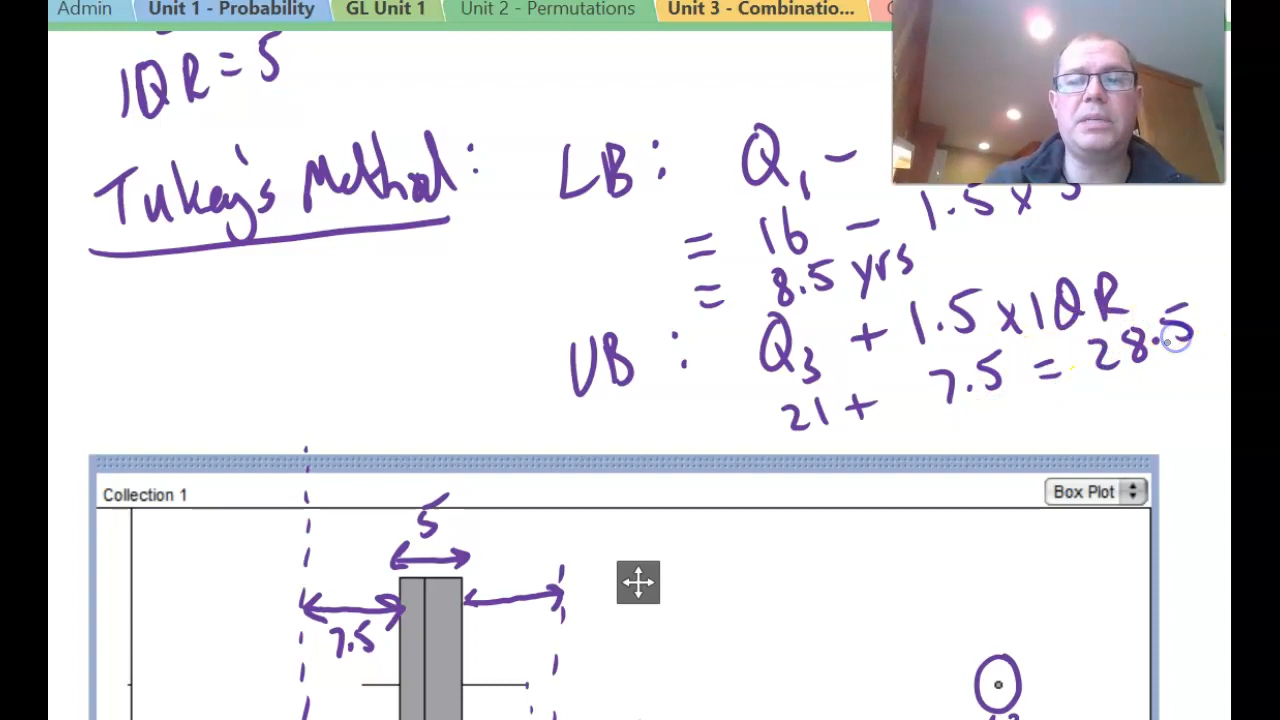 Admin Unit 1 - Probability GL Unit 1 Unit 2 - Permutations Unit 3 - Combinatio...
IQR = 5
Tukey's Method: LB: Q1 -
= 16 - 1.5 x 5
= 8.5 yrs
UB: Q3 + 1.5 x IQR
21 + 7.5 = 28.5
Collection 1 Box Plot
5
7.5